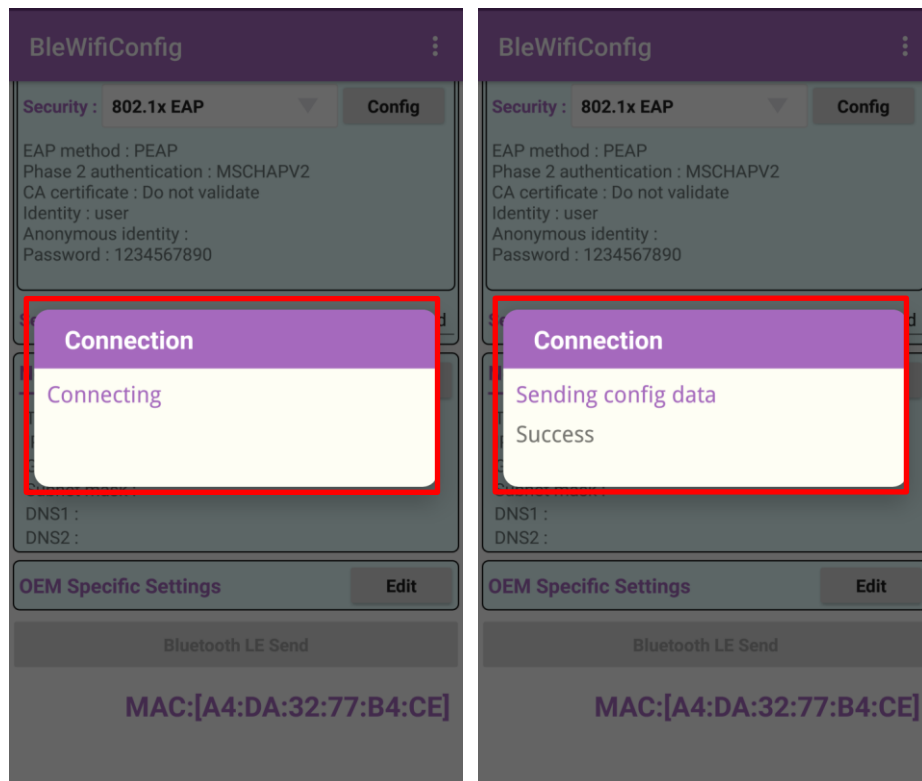 BleWifiConfig
Security : 802.1x EAP Config
EAP method : PEAP
Phase 2 authentication : MSCHAPV2
CA certificate : Do not validate
Identity : user
Anonymous identity :
Password : 1234567890
Connection
Connecting
Subnet mask :
DNS1 :
DNS2 :
OEM Specific Settings Edit
Bluetooth LE Send
MAC:[A4:DA:32:77:B4:CE]
BleWifiConfig
Security : 802.1x EAP Config
EAP method : PEAP
Phase 2 authentication : MSCHAPV2
CA certificate : Do not validate
Identity : user
Anonymous identity :
Password : 1234567890
Connection
Sending config data
Success
Subnet mask :
DNS1 :
DNS2 :
OEM Specific Settings Edit
Bluetooth LE Send
MAC:[A4:DA:32:77:B4:CE]